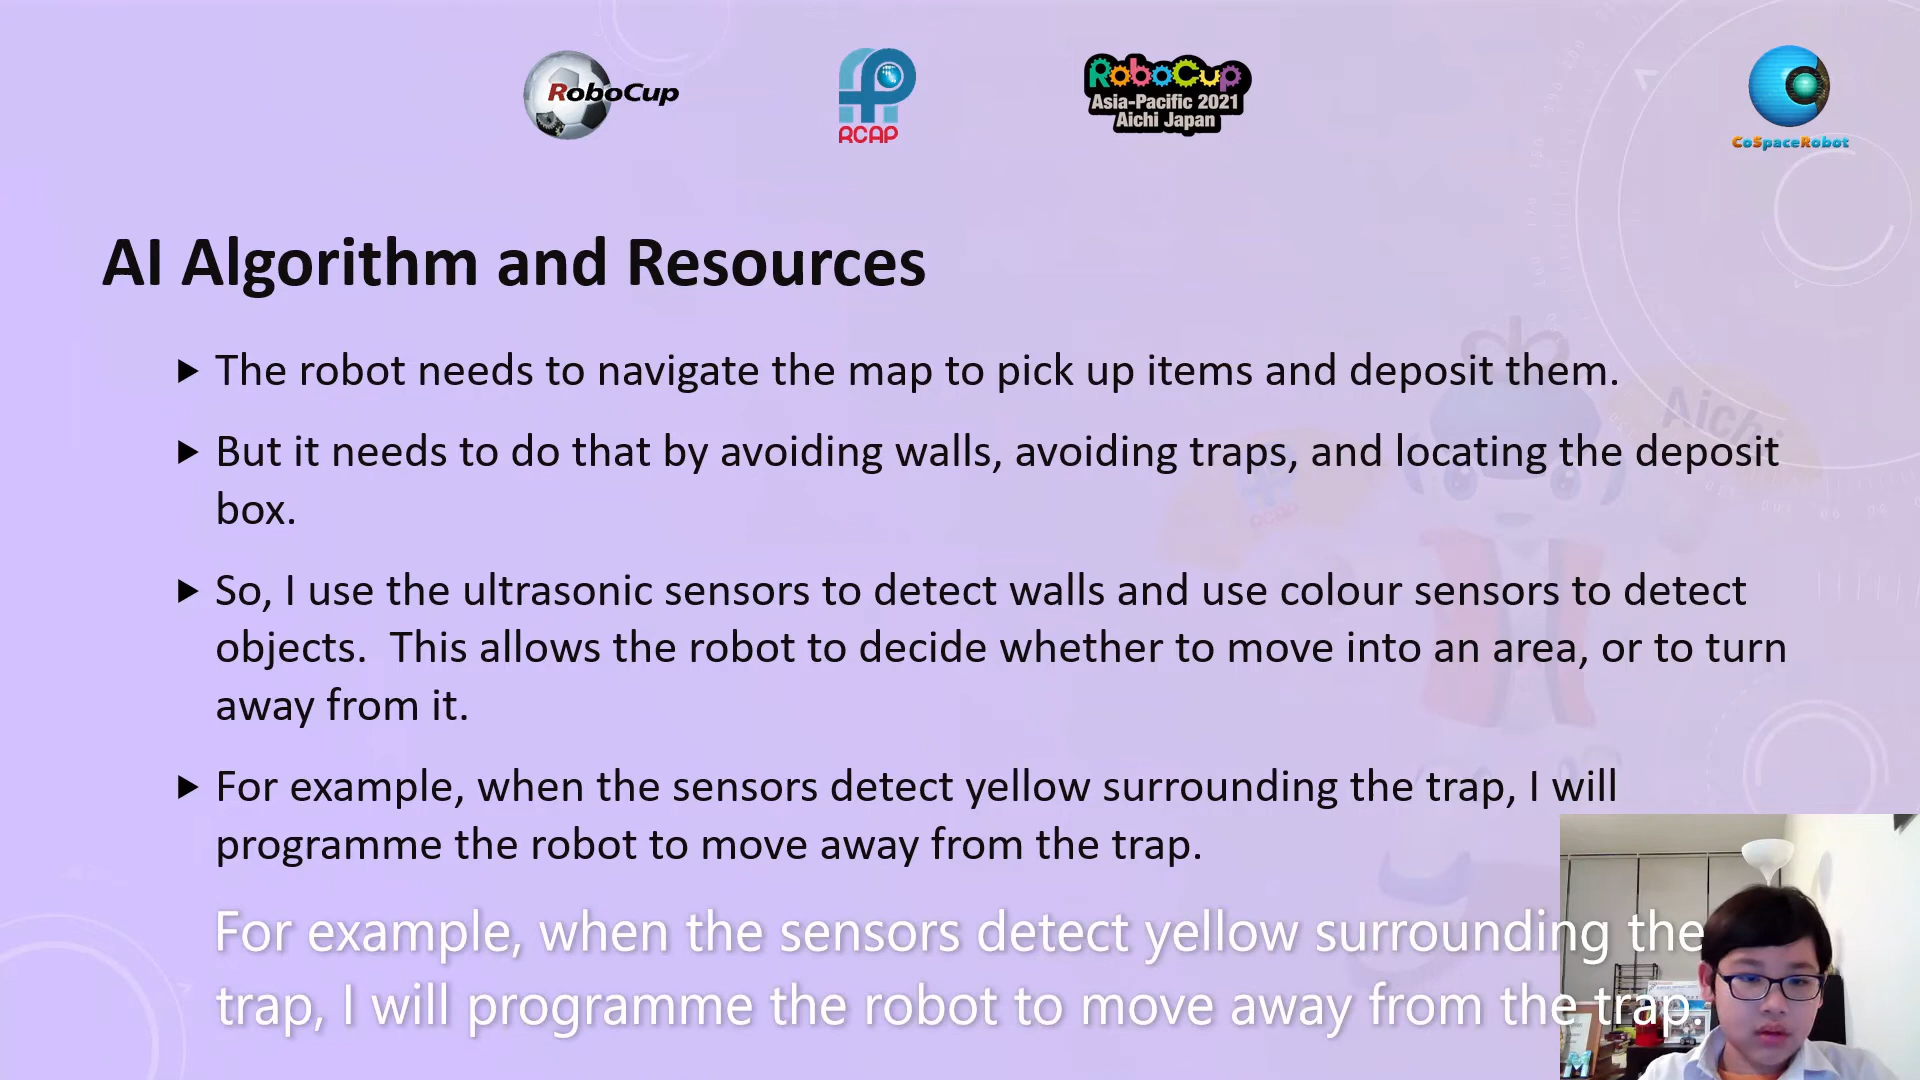 RoboCup
RCAP
RoboCup
Asia-Pacific 2021
Aichi Japan
CoSpaceRobot
AI Algorithm and Resources
The robot needs to navigate the map to pick up items and deposit them.
But it needs to do that by avoiding walls, avoiding traps, and locating the deposit
box.
So, I use the ultrasonic sensors to detect walls and use colour sensors to detect
objects.  This allows the robot to decide whether to move into an area, or to turn
away from it.
For example, when the sensors detect yellow surrounding the trap, I will
programme the robot to move away from the trap.
For example, when the sensors detect yellow surrounding the
trap, I will programme the robot to move away from the trap.
Aichi
RCAP